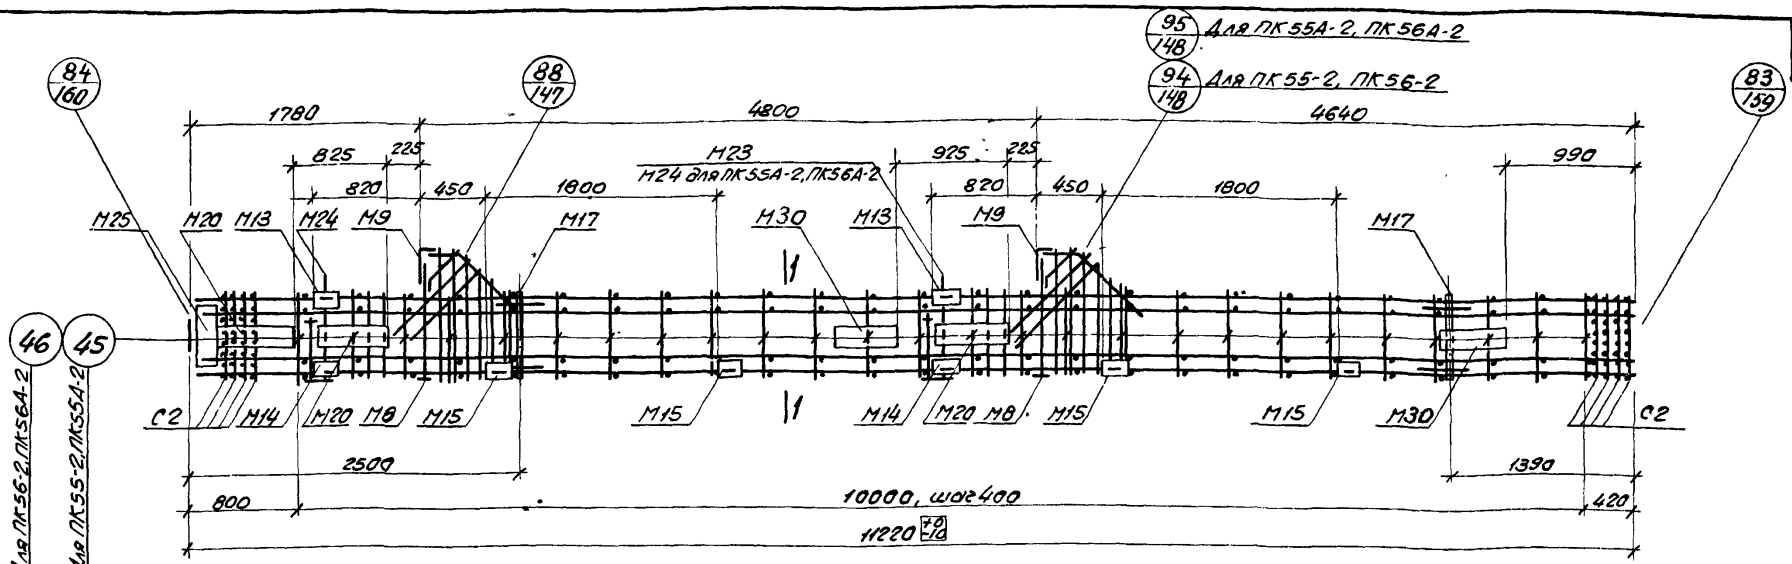 95
148
Для ПК55А-2, ПК56А-2
94
148
Для ПК55-2, ПК56-2
84
160
88
147
83
159
1780
4800
4640
825
225
М23
925
225
990
М24 для ПК55А-2, ПК56А-2
820
450
1800
820
450
1800
М25
М20
М13
М24
М9
М17
М30
М13
М9
М17
1
46
45
Для ПК56-2, ПК56А-2
Для ПК55-2, ПК55А-2
С2
М14
М20
М8
М15
М15
1
М14
М20
М8
М15
М15
М30
С2
2500
1390
800
10000, шаг 400
420
11220 +0 -10